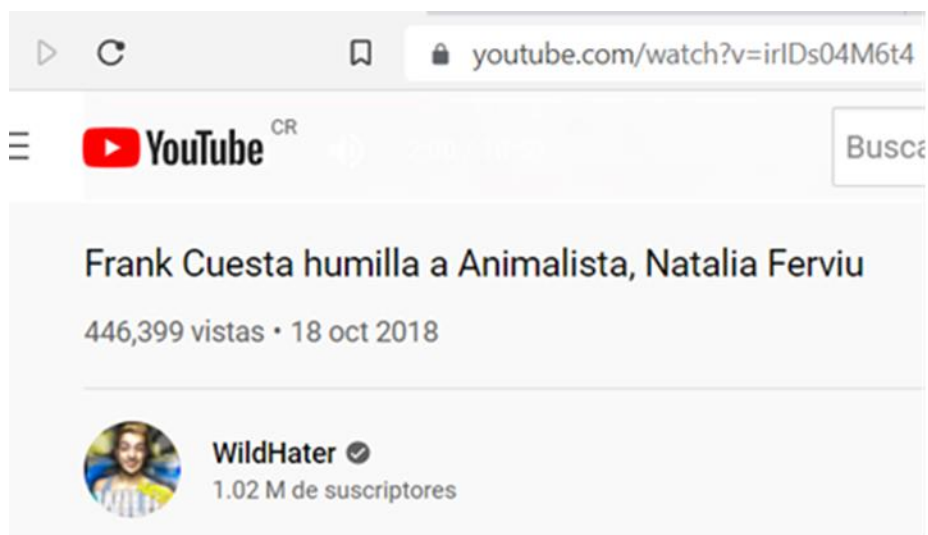 youtube.com/watch?v=irIDs04M6t4
YouTube CR
Busca
Frank Cuesta humilla a Animalista, Natalia Ferviu
446,399 vistas • 18 oct 2018
WildHater
1.02 M de suscriptores